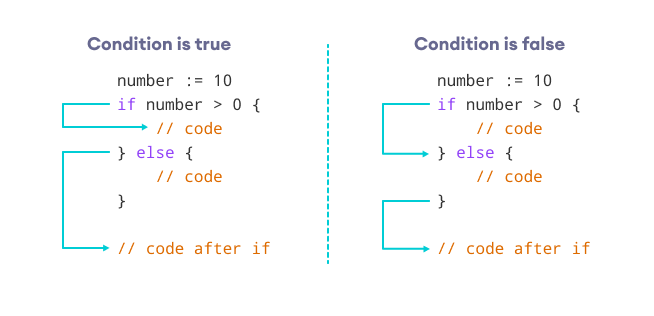 Condition is true
number := 10
if number > 0 {
// code
} else {
// code
}
// code after if
Condition is false
number := 10
if number > 0 {
// code
} else {
// code
}
// code after if